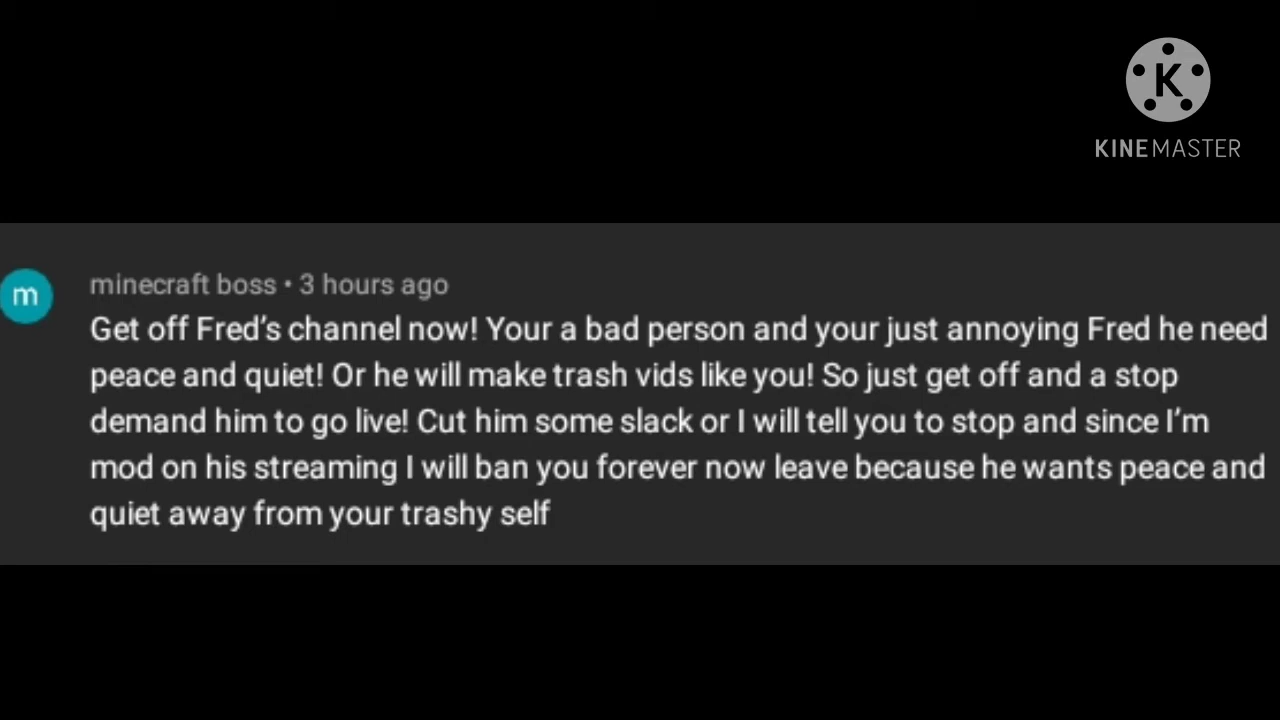 K
KINEMASTER
m
minecraft boss • 3 hours ago
Get off Fred’s channel now! Your a bad person and your just annoying Fred he need
peace and quiet! Or he will make trash vids like you! So just get off and a stop
demand him to go live! Cut him some slack or I will tell you to stop and since I’m
mod on his streaming I will ban you forever now leave because he wants peace and
quiet away from your trashy self